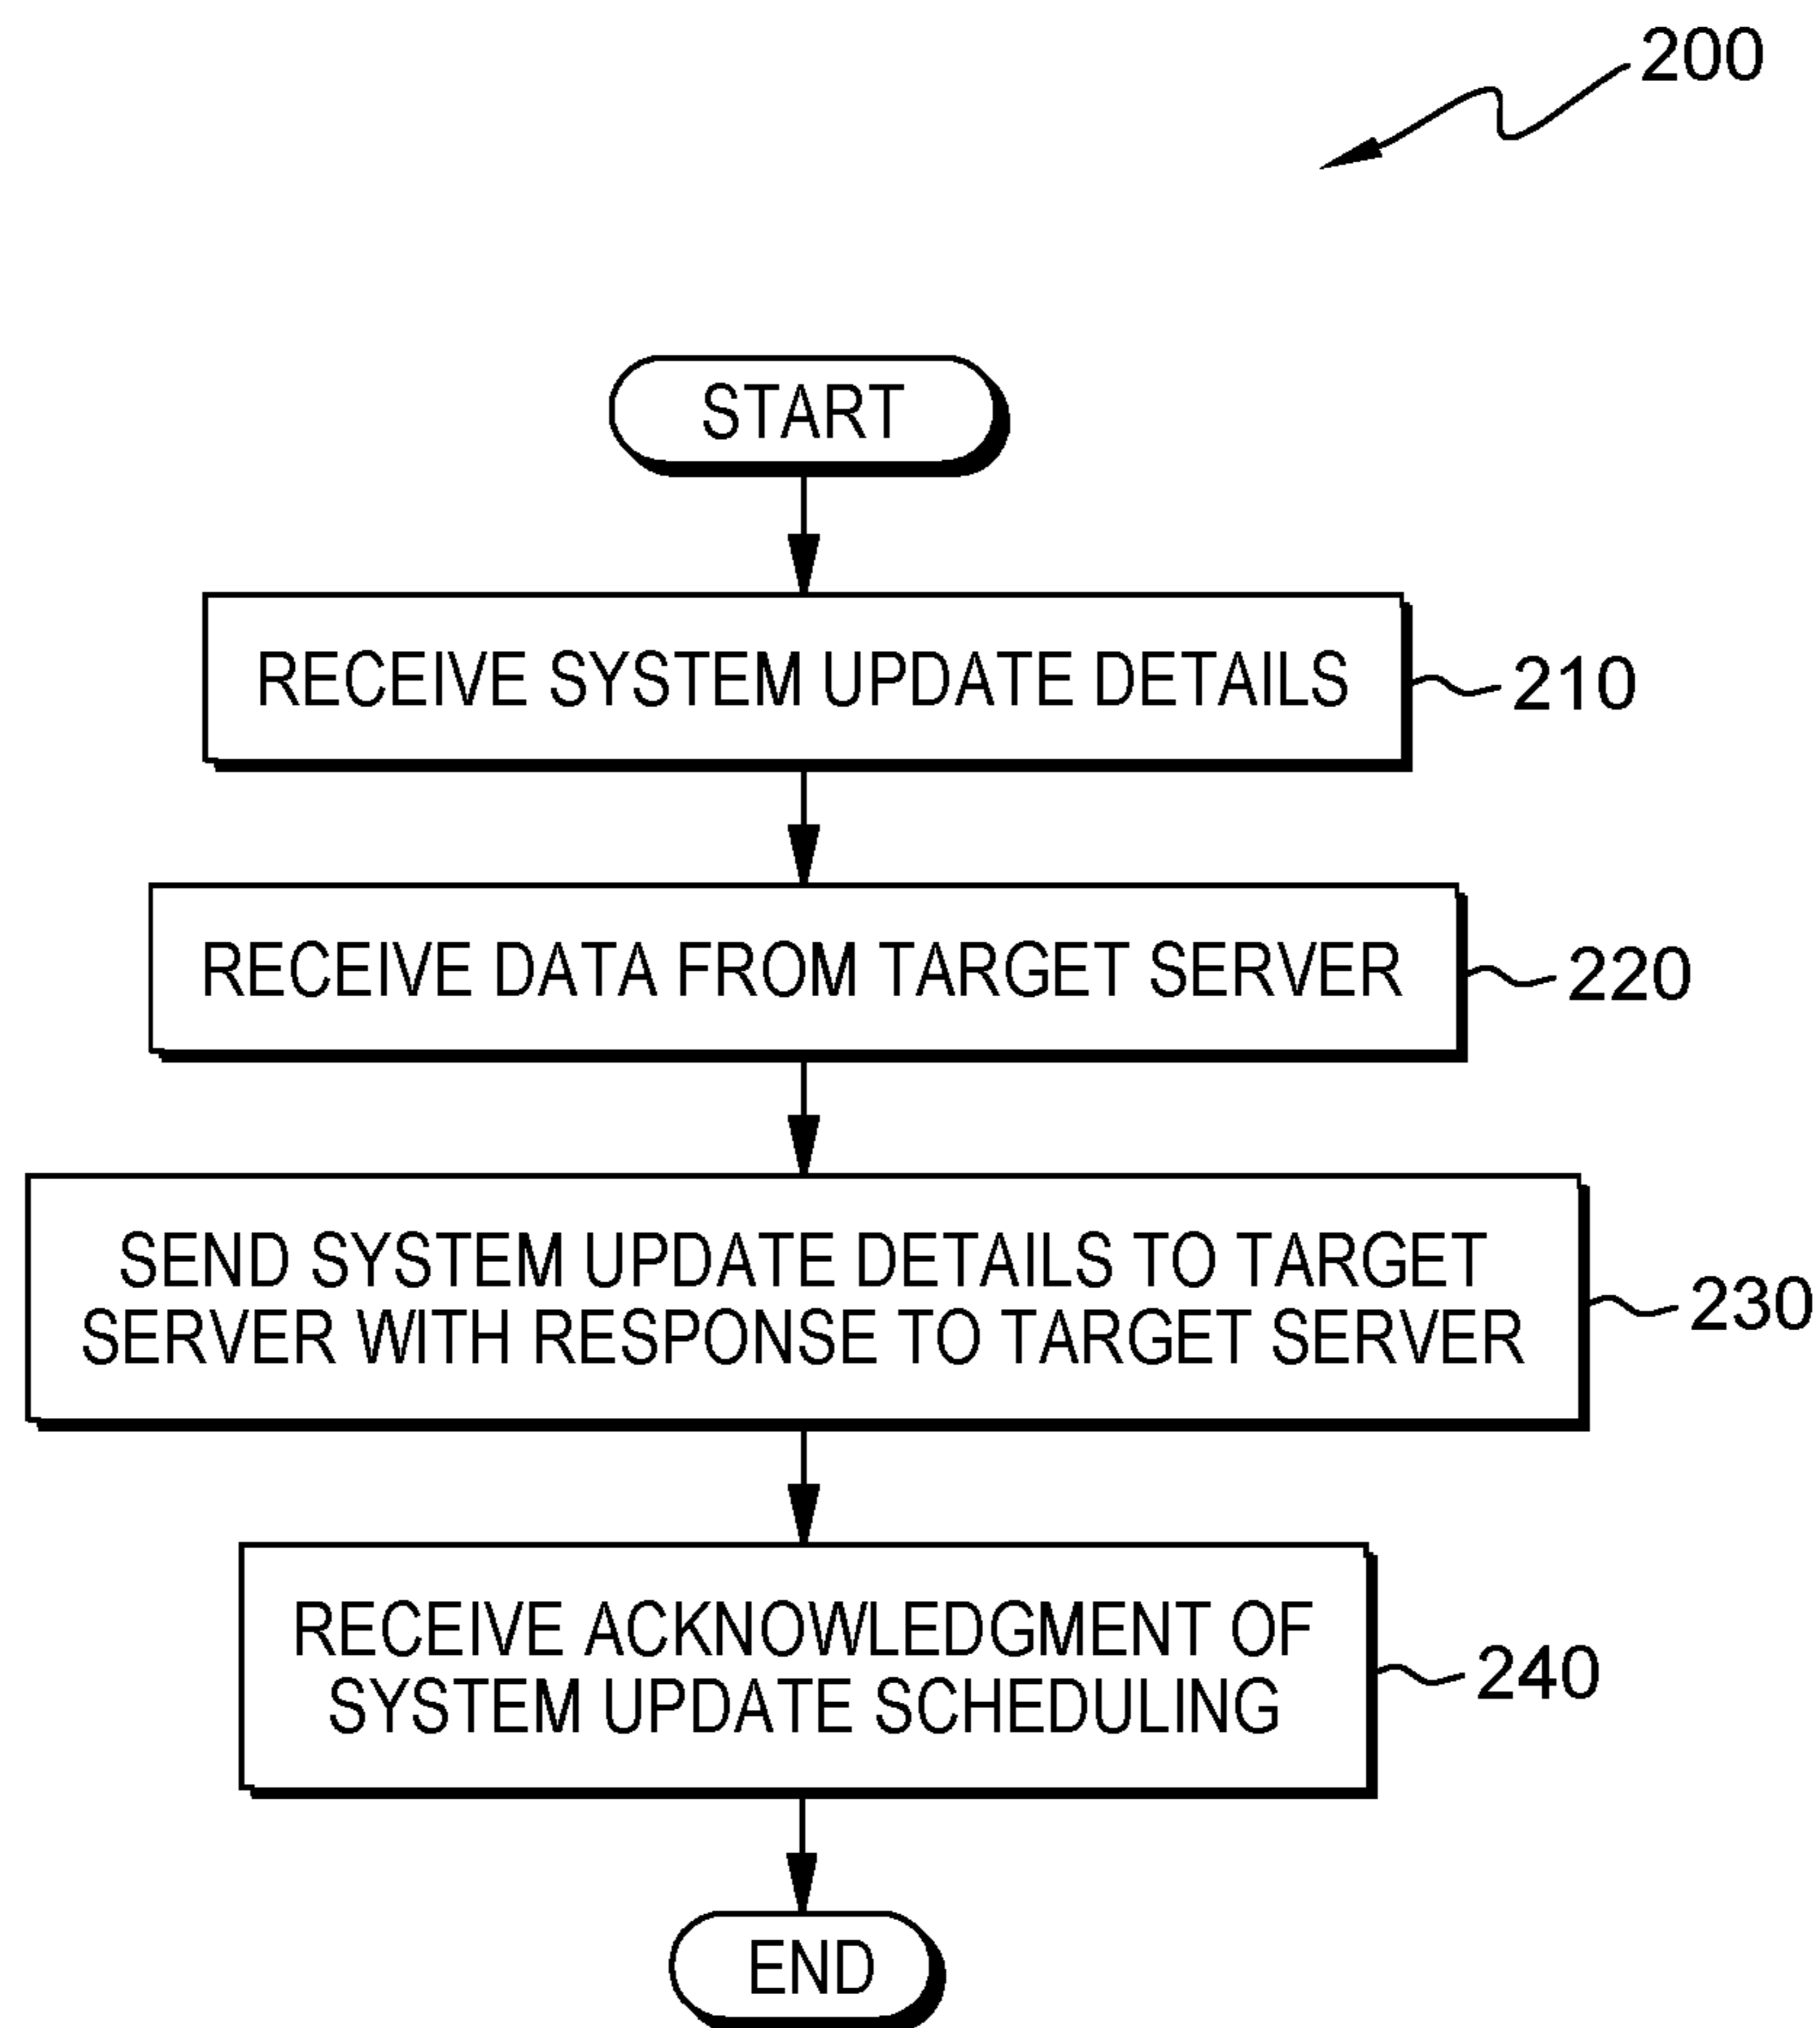 200
START
RECEIVE SYSTEM UPDATE DETAILS
210
RECEIVE DATA FROM TARGET SERVER
220
SEND SYSTEM UPDATE DETAILS TO TARGET
SERVER WITH RESPONSE TO TARGET SERVER
230
RECEIVE ACKNOWLEDGMENT OF
SYSTEM UPDATE SCHEDULING
240
END